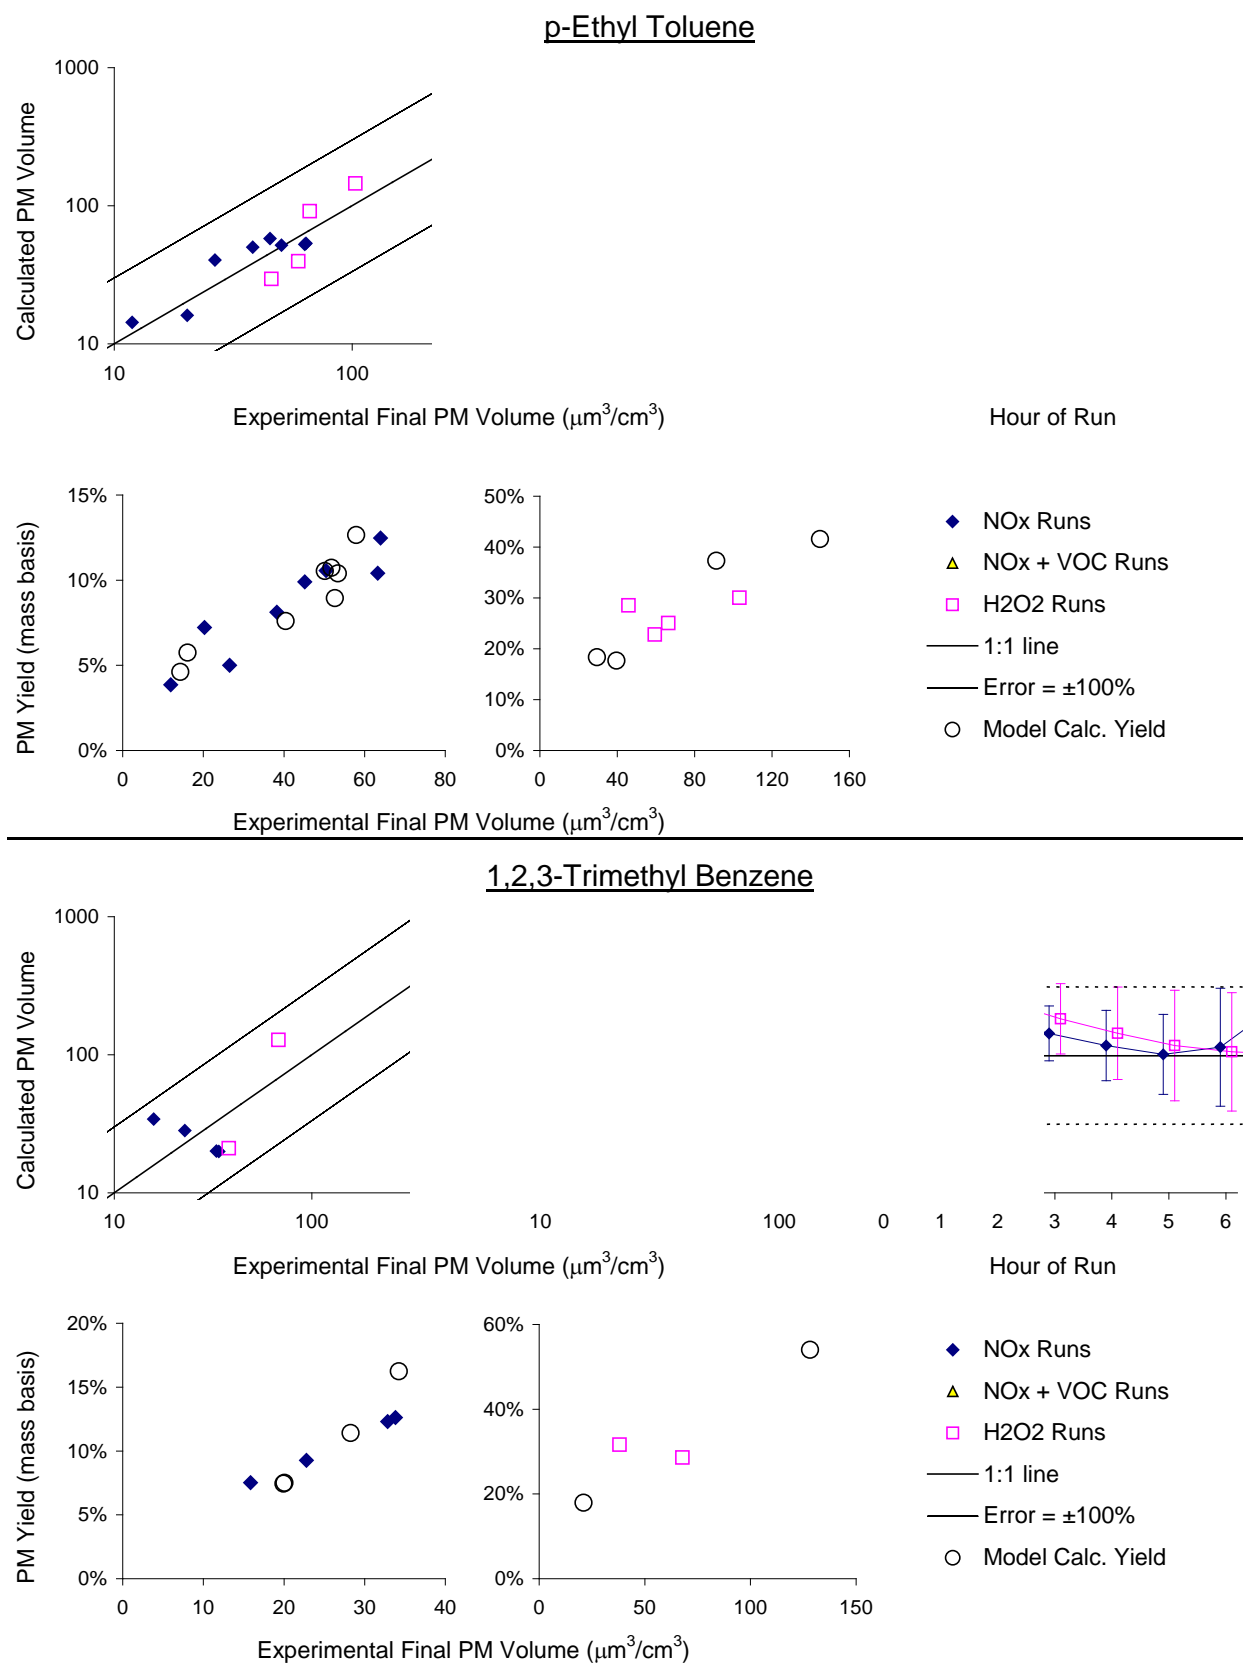 p-Ethyl Toluene
1000
100
10
Calculated PM Volume
10 100
Experimental Final PM Volume (μm³/cm³) Hour of Run
15%
10%
5%
0%
PM Yield (mass basis)
0 20 40 60 80
50%
40%
30%
20%
10%
0%
0 40 80 120 160
Experimental Final PM Volume (μm³/cm³)
NOx Runs
NOx + VOC Runs
H2O2 Runs
1:1 line
Error = ±100%
Model Calc. Yield
1,2,3-Trimethyl Benzene
1000
100
10
Calculated PM Volume
10 100 10 100 0 1 2 3 4 5 6
Experimental Final PM Volume (μm³/cm³) Hour of Run
20%
15%
10%
5%
0%
PM Yield (mass basis)
0 10 20 30 40
60%
40%
20%
0%
0 50 100 150
Experimental Final PM Volume (μm³/cm³)
NOx Runs
NOx + VOC Runs
H2O2 Runs
1:1 line
Error = ±100%
Model Calc. Yield